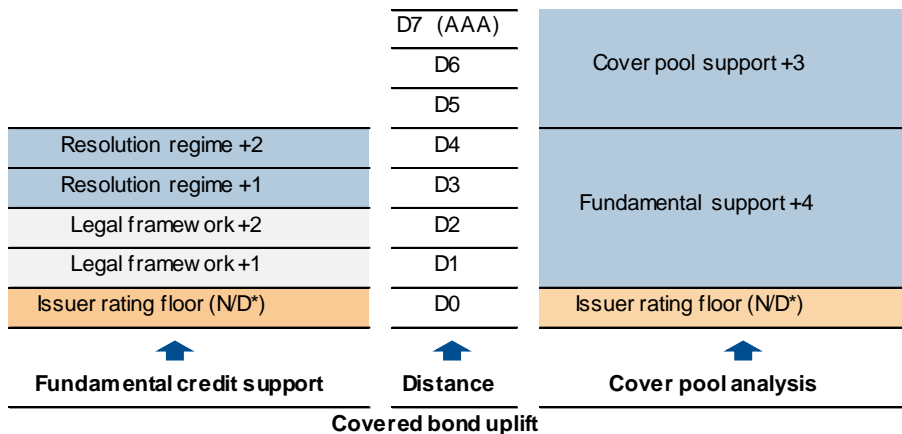 D7 (AAA)
D6
Cover pool support +3
D5
Resolution regime +2
D4
Resolution regime +1
D3
Fundamental support +4
Legal framework +2
D2
Legal framework +1
D1
Issuer rating floor (N/D*)
D0
Issuer rating floor (N/D*)
Fundamental credit support
Distance
Cover pool analysis
Covered bond uplift